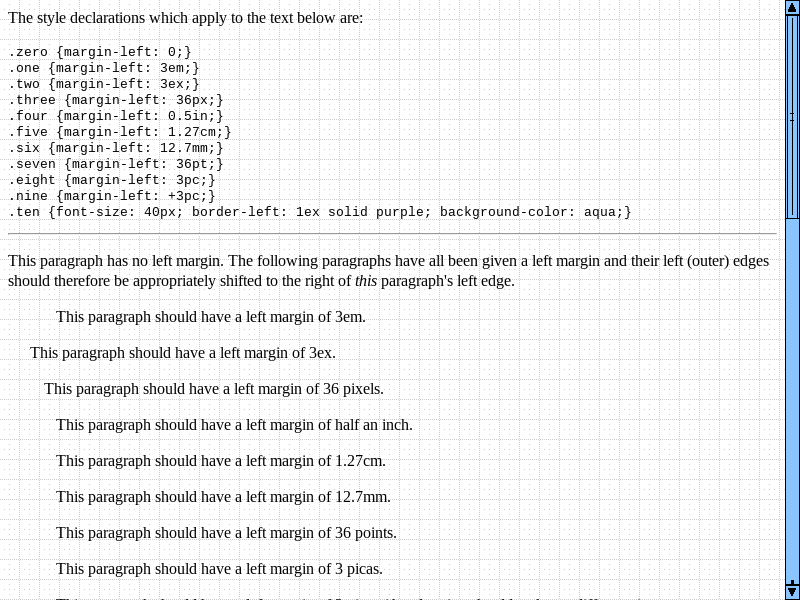 The style declarations which apply to the text below are:
.zero {margin-left: 0;}
.one {margin-left: 3em;}
.two {margin-left: 3ex;}
.three {margin-left: 36px;}
.four {margin-left: 0.5in;}
.five {margin-left: 1.27cm;}
.six {margin-left: 12.7mm;}
.seven {margin-left: 36pt;}
.eight {margin-left: 3pc;}
.nine {margin-left: +3pc;}
.ten {font-size: 40px; border-left: 1ex solid purple; background-color: aqua;}
This paragraph has no left margin. The following paragraphs have all been given a left margin and their left (outer) edges
should therefore be appropriately shifted to the right of this paragraph's left edge.
This paragraph should have a left margin of 3em.
This paragraph should have a left margin of 3ex.
This paragraph should have a left margin of 36 pixels.
This paragraph should have a left margin of half an inch.
This paragraph should have a left margin of 1.27cm.
This paragraph should have a left margin of 12.7mm.
This paragraph should have a left margin of 36 points.
This paragraph should have a left margin of 3 picas.